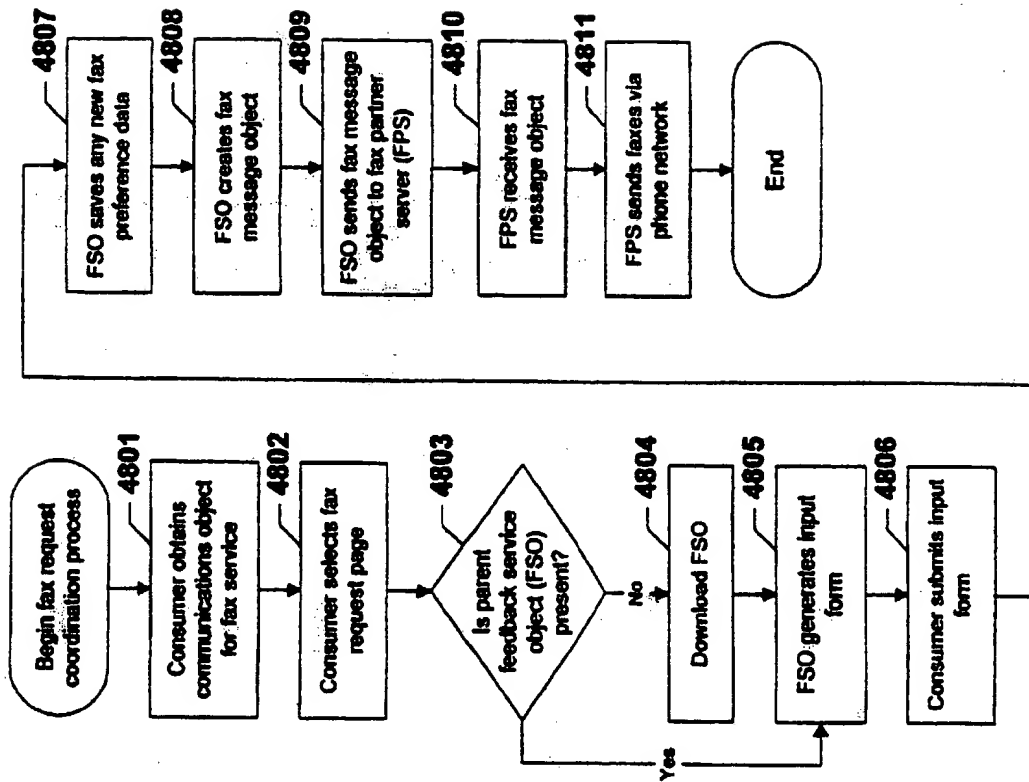 Begin fax request
coordination process
4801
Consumer obtains
communications object
for fax service
4802
Consumer selects fax
request page
4803
Is parent
feedback service
object (FSO)
present?
Yes
No
4804
Download FSO
4805
FSO generates input
form
4806
Consumer submits input
form
4807
FSO saves any new fax
preference data
4808
FSO creates fax
message object
4809
FSO sends fax message
object to fax partner
server (FPS)
4810
FPS receives fax
message object
4811
FPS sends faxes via
phone network
End